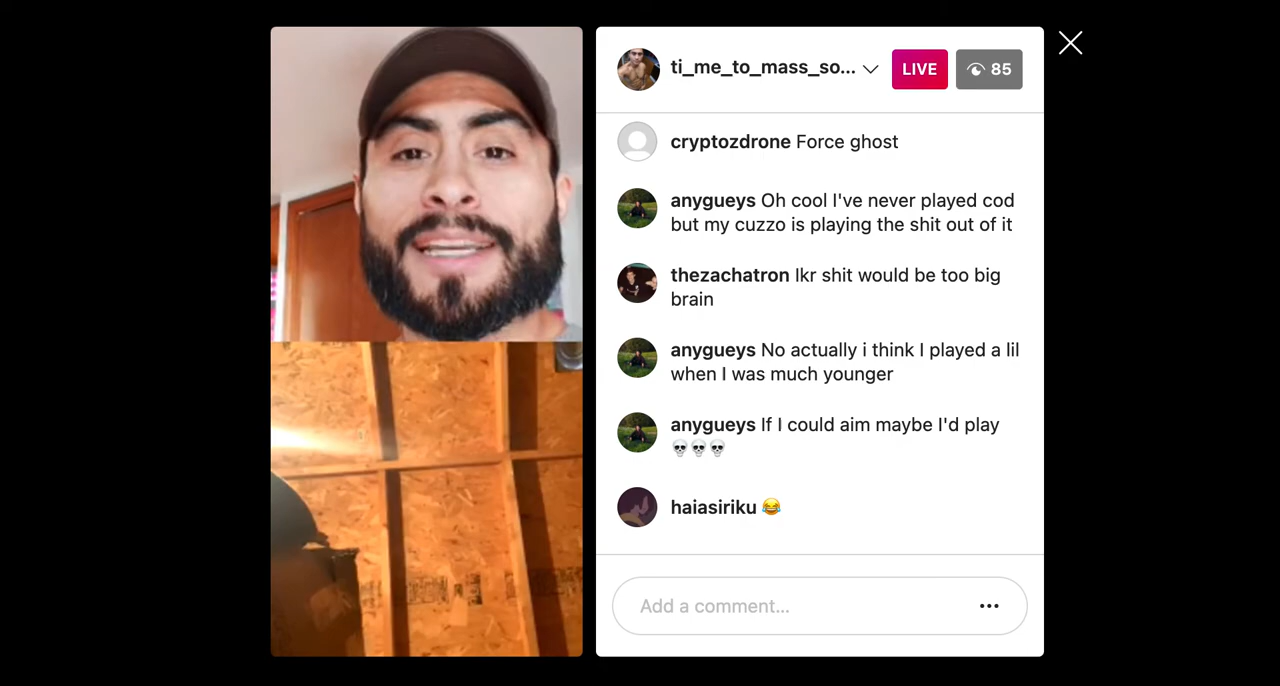 ti_me_to_mass_so... LIVE 85
cryptozdrone Force ghost
anygueys Oh cool I've never played cod
but my cuzzo is playing the shit out of it
thezachatron Ikr shit would be too big
brain
anygueys No actually i think I played a lil
when I was much younger
anygueys If I could aim maybe I'd play
💀💀💀
haiasiriku 😂
Add a comment...